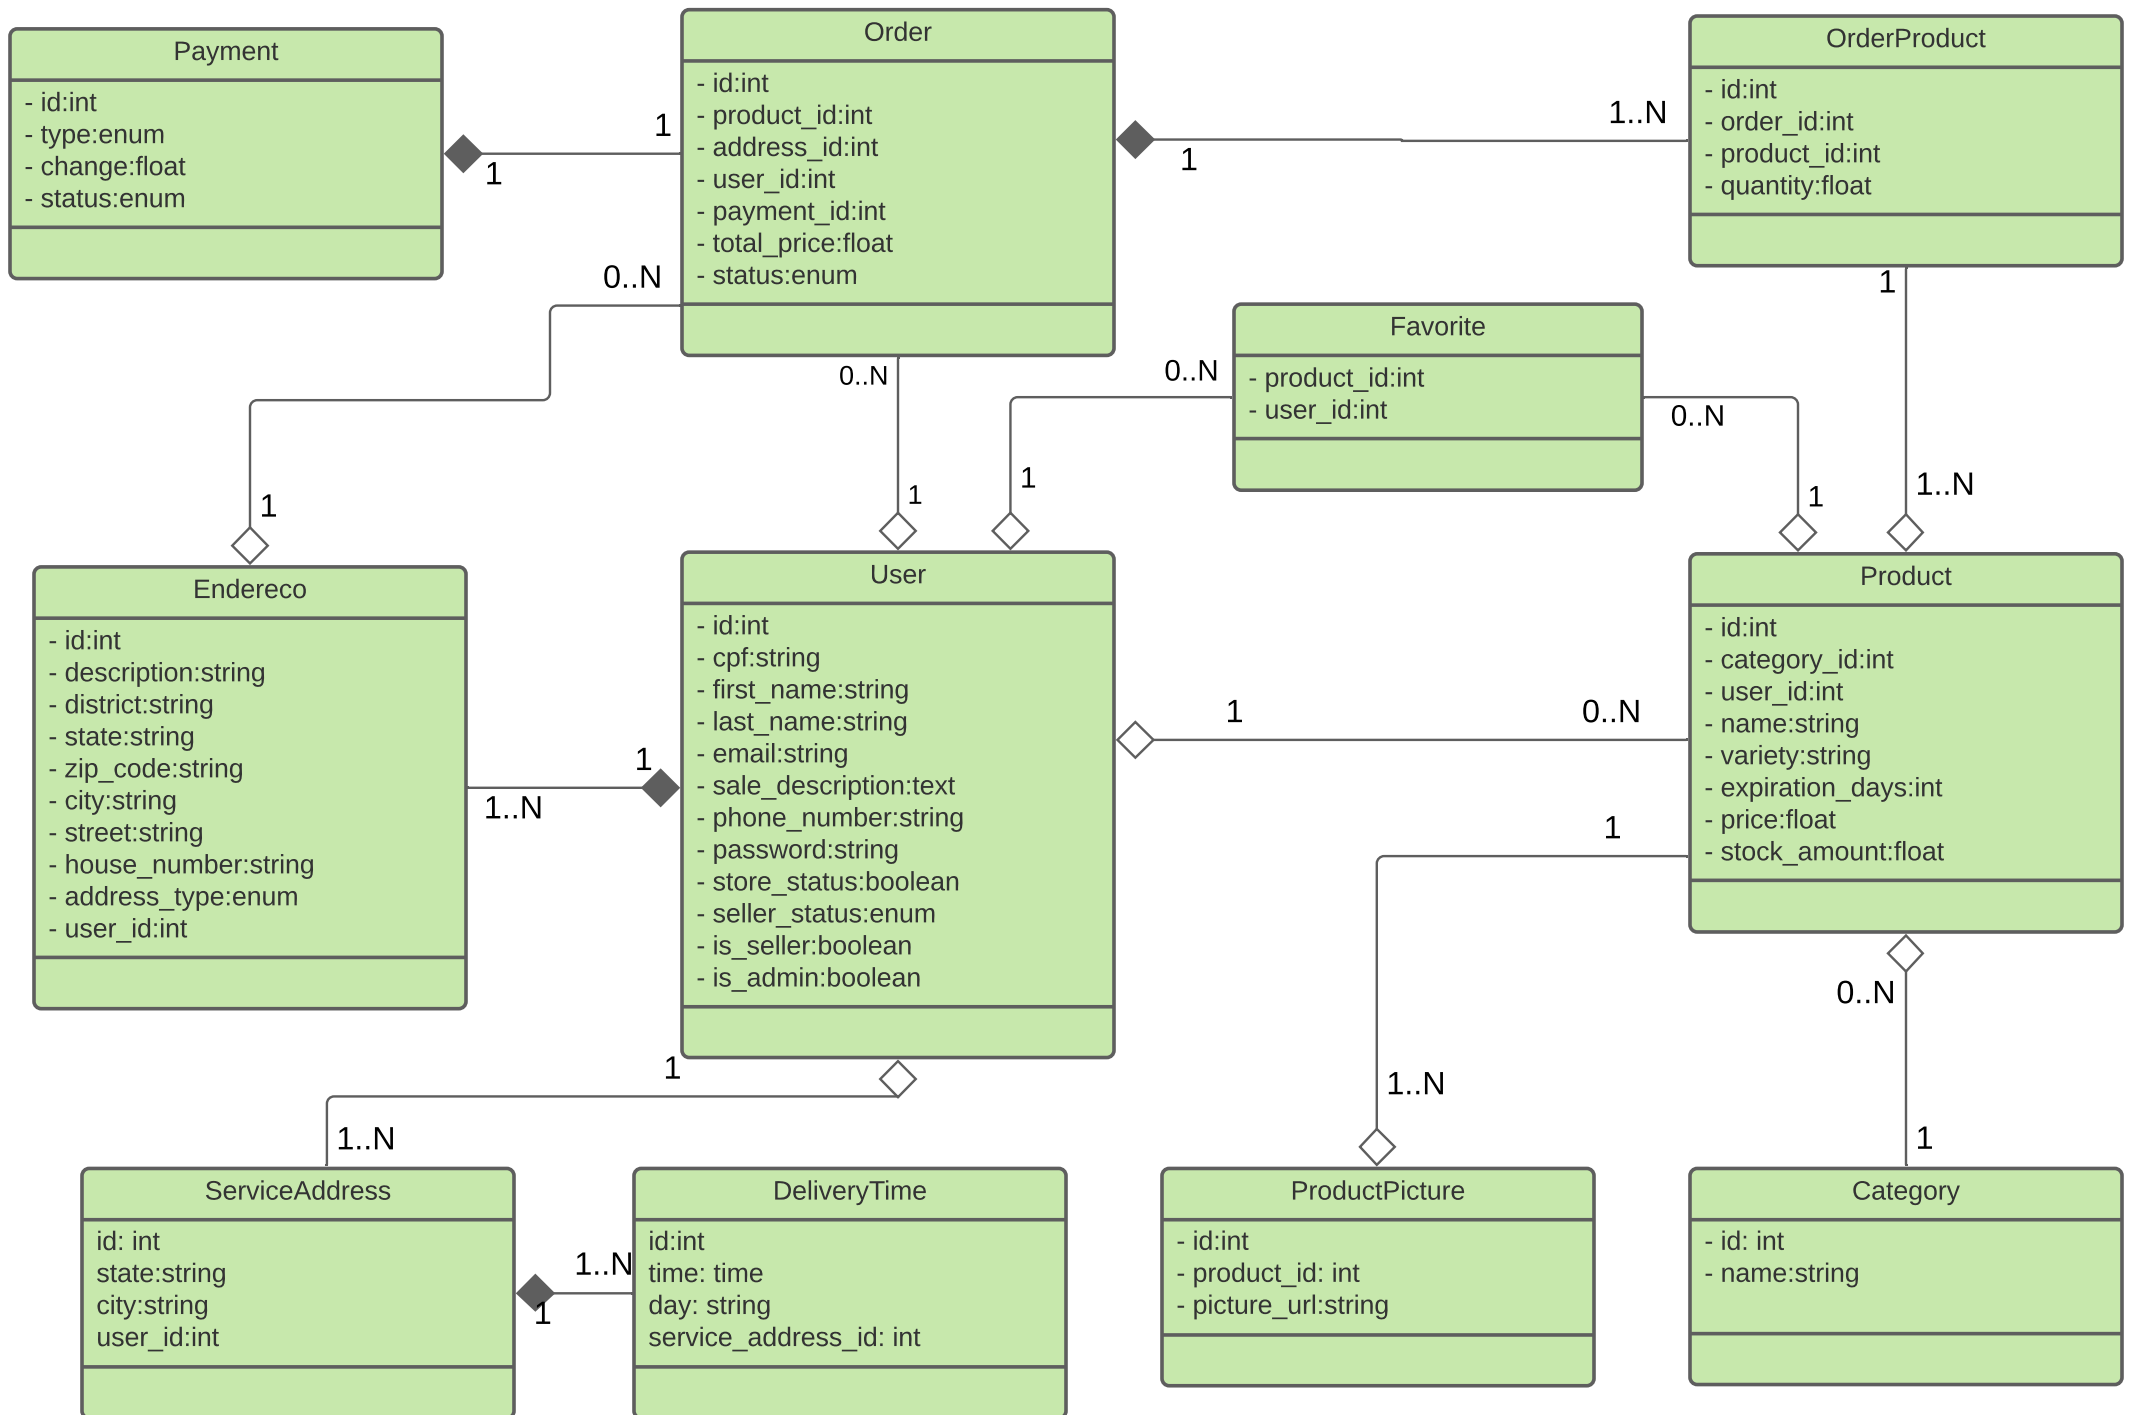 Payment
- id:int
- type:enum
- change:float
- status:enum
1
1
Order
- id:int
- product_id:int
- address_id:int
- user_id:int
- payment_id:int
- total_price:float
- status:enum
1
1..N
OrderProduct
- id:int
- order_id:int
- product_id:int
- quantity:float
0..N
1
0..N
1
0..N
1
Favorite
- product_id:int
- user_id:int
0..N
1
1
1..N
Endereco
- id:int
- description:string
- district:string
- state:string
- zip_code:string
- city:string
- street:string
- house_number:string
- address_type:enum
- user_id:int
1
1..N
User
- id:int
- cpf:string
- first_name:string
- last_name:string
- email:string
- sale_description:text
- phone_number:string
- password:string
- store_status:boolean
- seller_status:enum
- is_seller:boolean
- is_admin:boolean
1
0..N
Product
- id:int
- category_id:int
- user_id:int
- name:string
- variety:string
- expiration_days:int
- price:float
- stock_amount:float
1
1..N
0..N
1
1
1..N
ServiceAddress
id: int
state:string
city:string
user_id:int
1..N
1
DeliveryTime
id:int
time: time
day: string
service_address_id: int
ProductPicture
- id:int
- product_id: int
- picture_url:string
Category
- id: int
- name:string